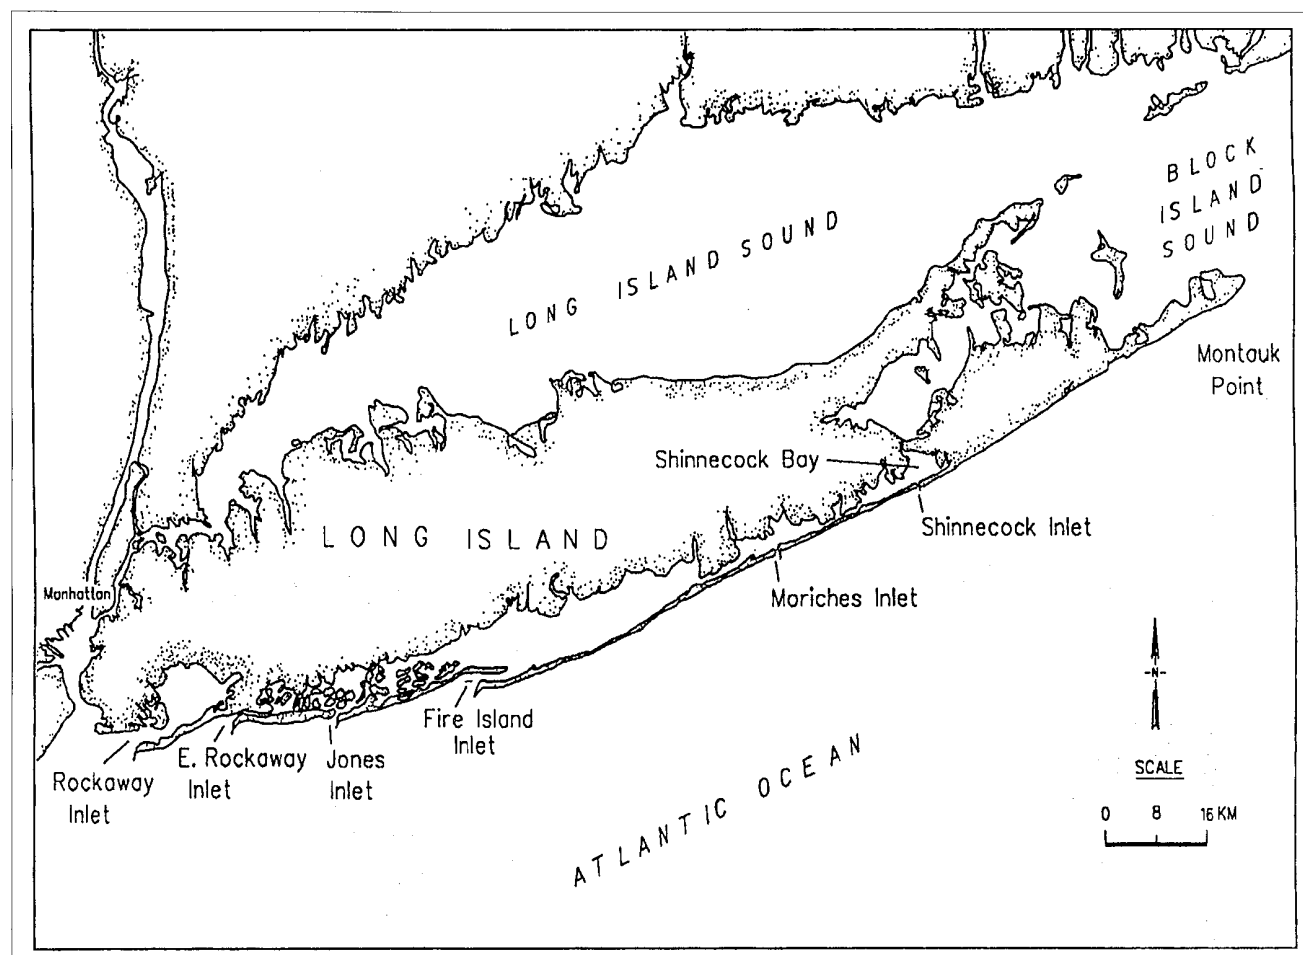 BLOCK
ISLAND
SOUND
LONG ISLAND SOUND
Montauk
Point
Shinnecock Bay
Shinnecock Inlet
LONG ISLAND
Manhattan
Moriches Inlet
Fire Island
Inlet
E. Rockaway
Inlet
Jones
Inlet
Rockaway
Inlet
ATLANTIC OCEAN
N
SCALE
0 8 16 KM